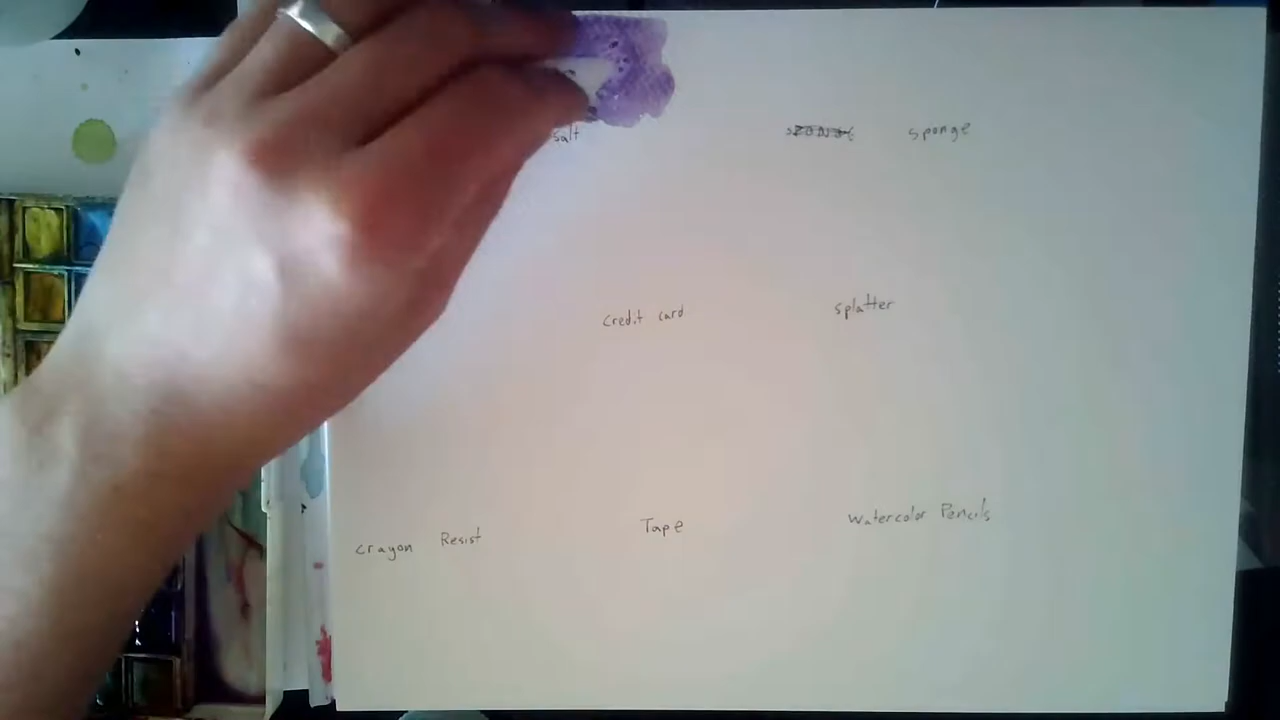 salt
sponge
credit card
splatter
crayon Resist
Tape
Watercolor Pencils